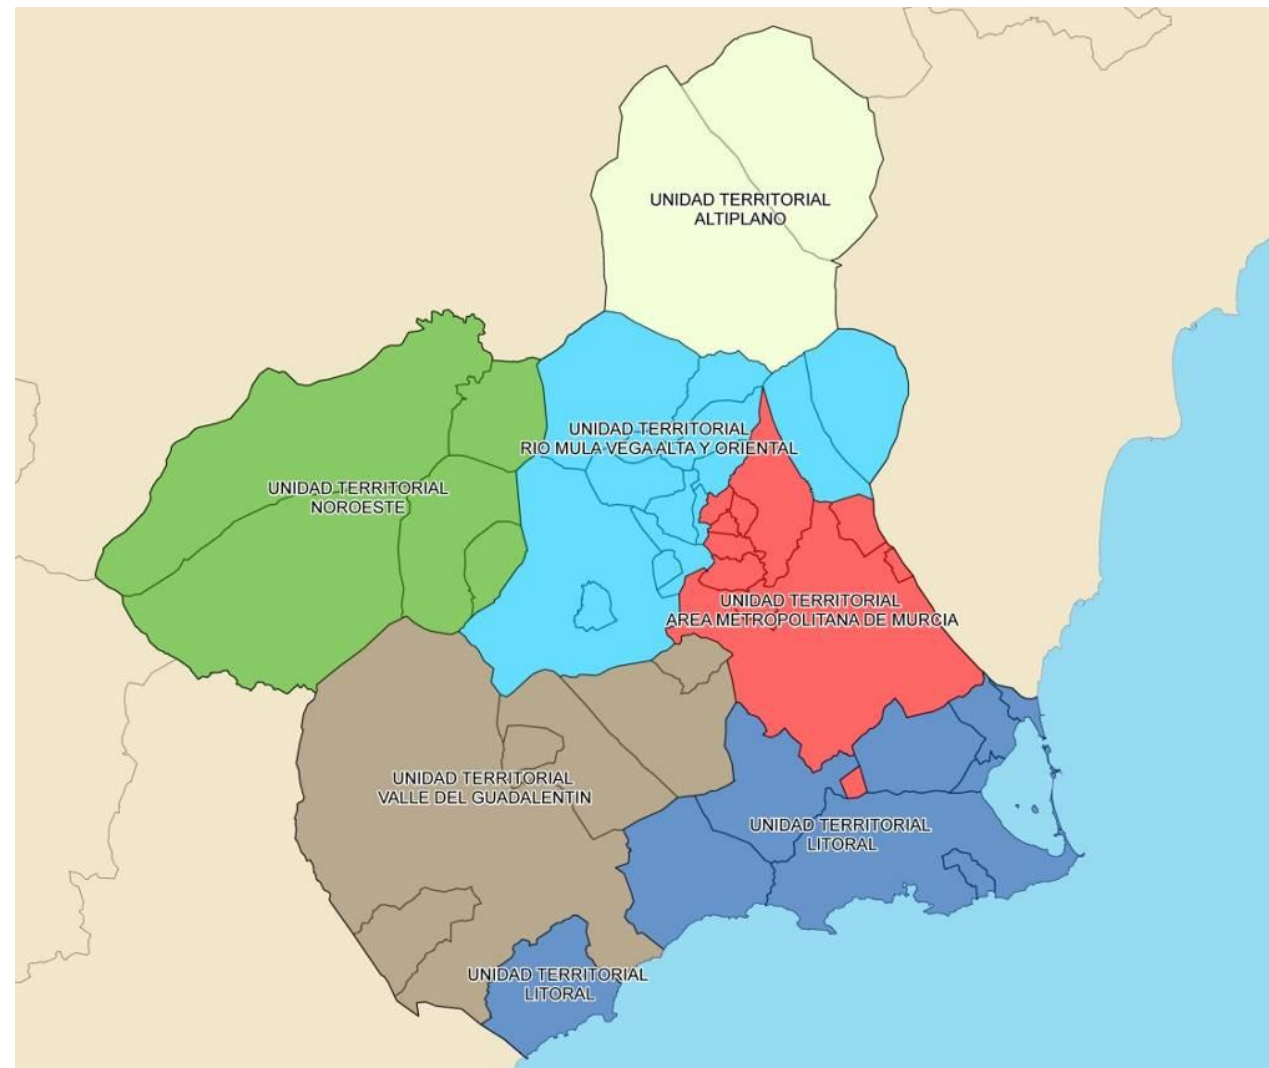 UNIDAD TERRITORIAL
ALTIPLANO
UNIDAD TERRITORIAL
RIO MULA VEGA ALTA Y ORIENTAL
UNIDAD TERRITORIAL
NOROESTE
UNIDAD TERRITORIAL
AREA METROPOLITANA DE MURCIA
UNIDAD TERRITORIAL
VALLE DEL GUADALENTIN
UNIDAD TERRITORIAL
LITORAL
UNIDAD TERRITORIAL
LITORAL